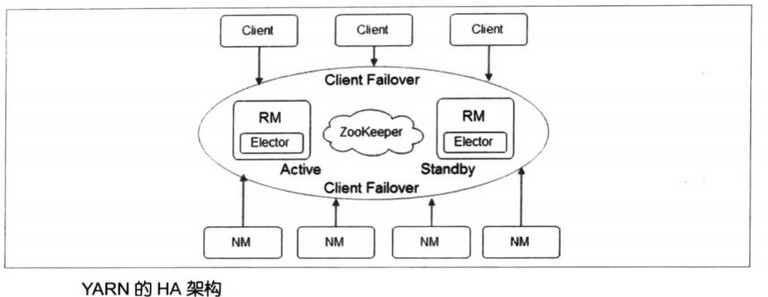 Client Client Client
Client Failover
RM ZooKeeper RM
Elector Elector
Active Standby
Client Failover
NM NM NM NM
YARN 的 HA 架构